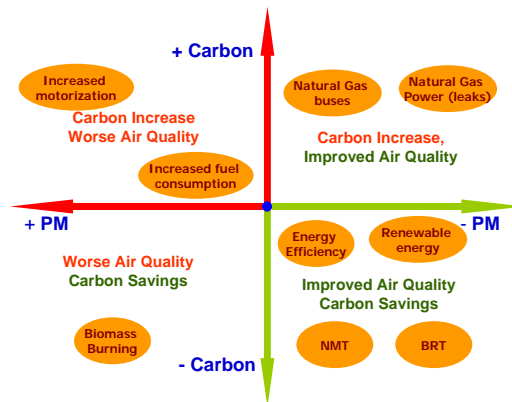 + Carbon
Increased
motorization
Natural Gas
buses
Natural Gas
Power (leaks)
Carbon Increase
Worse Air Quality
Carbon Increase,
Improved Air Quality
Increased fuel
consumption
+ PM
- PM
Energy
Efficiency
Renewable
energy
Worse Air Quality
Carbon Savings
Improved Air Quality
Carbon Savings
Biomass
Burning
NMT
BRT
- Carbon